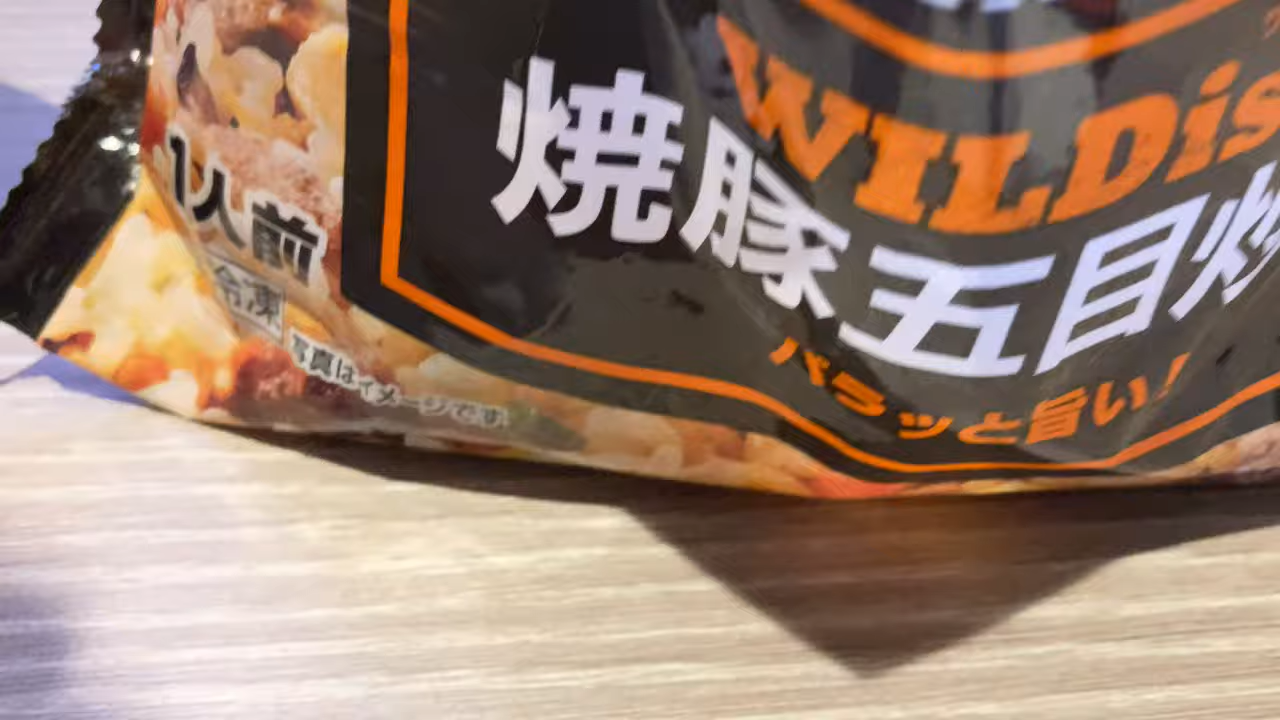 WILDis
焼豚五目炒
パラッと旨い!
1人前
冷凍
写真はイメージです